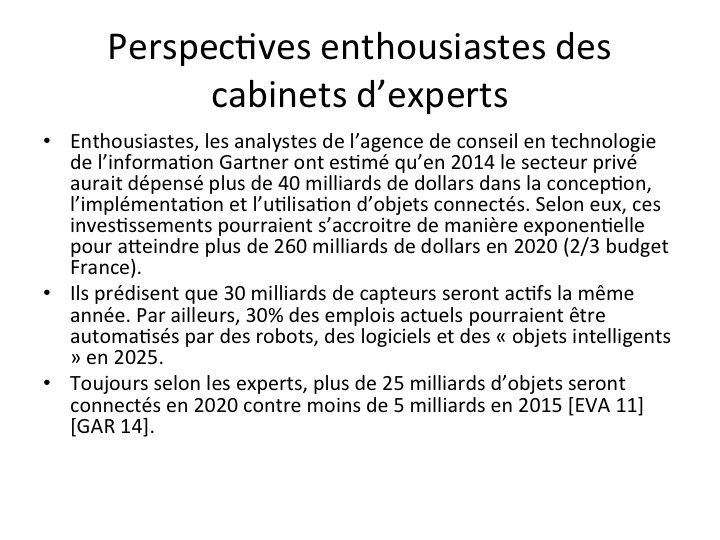 Perspectives enthousiastes des
cabinets d’experts
• Enthousiastes, les analystes de l’agence de conseil en technologie
de l’information Gartner ont estimé qu’en 2014 le secteur privé
aurait dépensé plus de 40 milliards de dollars dans la conception,
l’implémentation et l’utilisation d’objets connectés. Selon eux, ces
investissements pourraient s’accroitre de manière exponentielle
pour atteindre plus de 260 milliards de dollars en 2020 (2/3 budget
France).
• Ils prédisent que 30 milliards de capteurs seront actifs la même
année. Par ailleurs, 30% des emplois actuels pourraient être
automatisés par des robots, des logiciels et des « objets intelligents
» en 2025.
• Toujours selon les experts, plus de 25 milliards d’objets seront
connectés en 2020 contre moins de 5 milliards en 2015 [EVA 11]
[GAR 14].